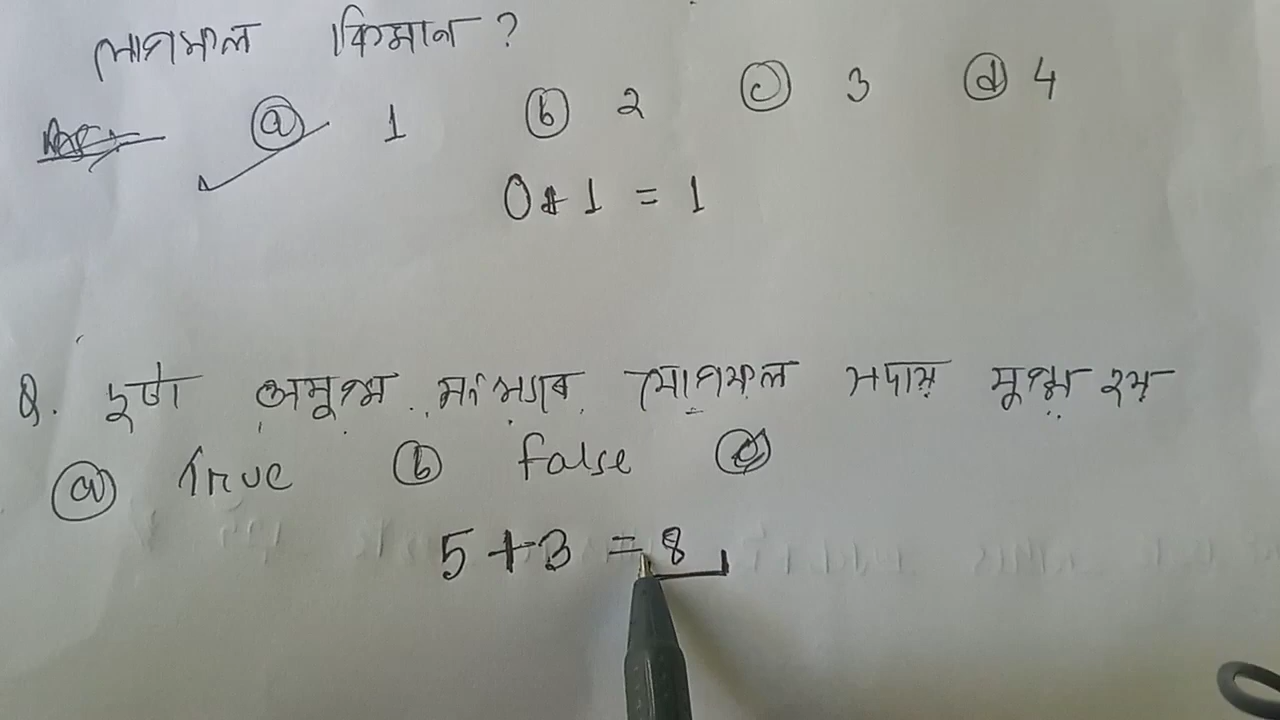 যোগফল কিমান ?
ⓐ 1 ⓑ 2 ⓒ 3 ⓓ 4
0+1 = 1
Q. দুটা অযুগ্ম সংখ্যাৰ যোগফল সদায় যুগ্ম হয়
ⓐ True ⓑ false ⓒ
5+3 = 8